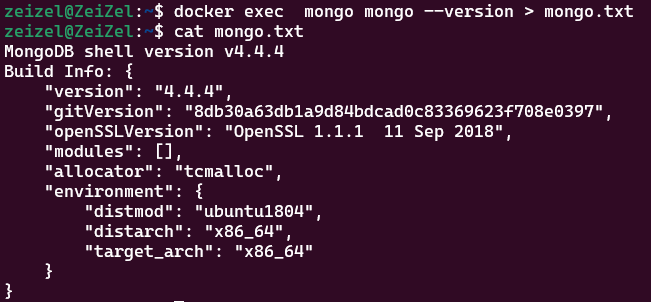 zeizel@ZeiZel:~$ docker exec  mongo mongo --version > mongo.txt
zeizel@ZeiZel:~$ cat mongo.txt
MongoDB shell version v4.4.4
Build Info: {
    "version": "4.4.4",
    "gitVersion": "8db30a63db1a9d84bdcad0c83369623f708e0397",
    "openSSLVersion": "OpenSSL 1.1.1  11 Sep 2018",
    "modules": [],
    "allocator": "tcmalloc",
    "environment": {
        "distmod": "ubuntu1804",
        "distarch": "x86_64",
        "target_arch": "x86_64"
    }
}